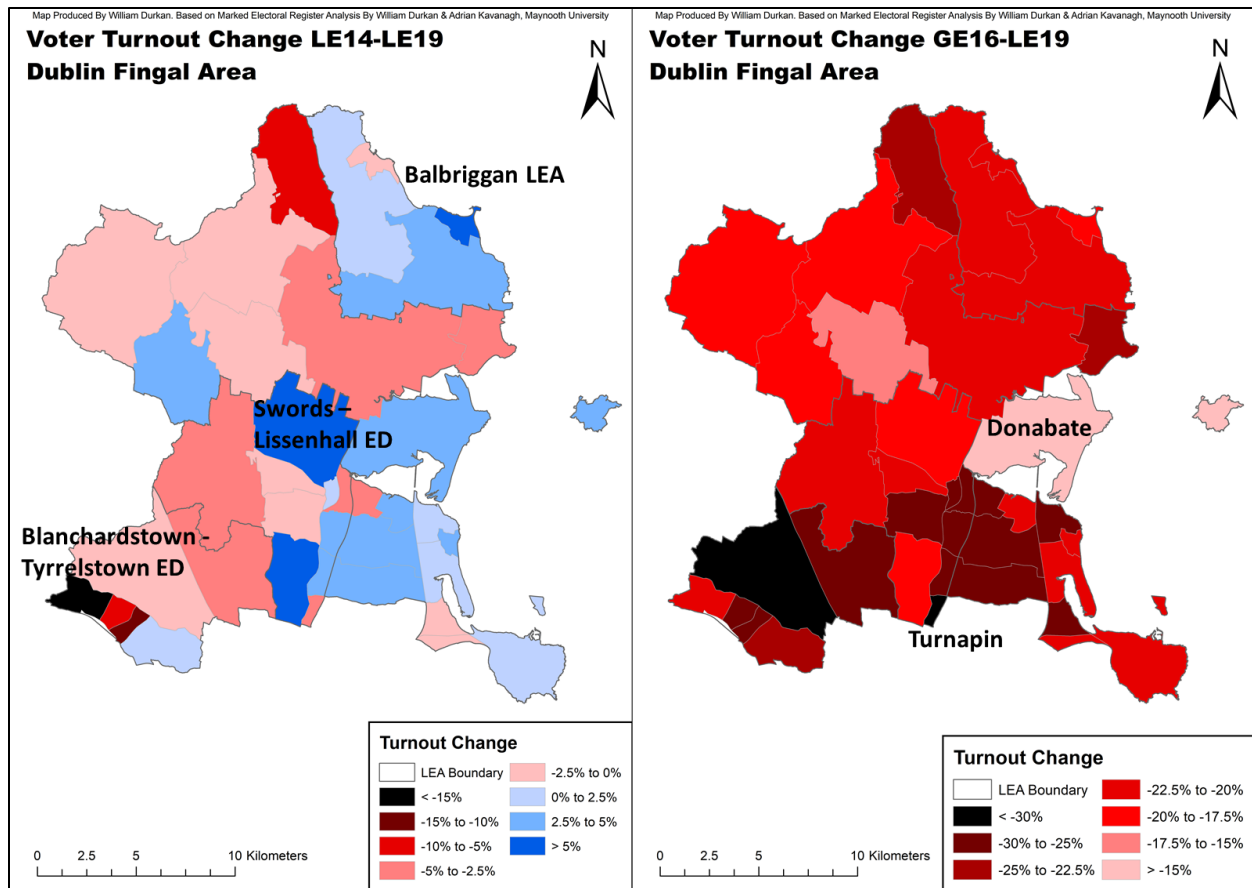 Map Produced By William Durkan. Based on Marked Electoral Register Analysis By William Durkan & Adrian Kavanagh, Maynooth University
Voter Turnout Change LE14-LE19
Dublin Fingal Area
N
Balbriggan LEA
Swords –
Lissenhall ED
Blanchardstown -
Tyrrelstown ED
Turnout Change
LEA Boundary
< -15%
-15% to -10%
-10% to -5%
-5% to -2.5%
-2.5% to 0%
0% to 2.5%
2.5% to 5%
> 5%
0 2.5 5 10 Kilometers
Map Produced By William Durkan. Based on Marked Electoral Register Analysis By William Durkan & Adrian Kavanagh, Maynooth University
Voter Turnout Change GE16-LE19
Dublin Fingal Area
N
Donabate
Turnapin
Turnout Change
LEA Boundary
< -30%
-30% to -25%
-25% to -22.5%
-22.5% to -20%
-20% to -17.5%
-17.5% to -15%
> -15%
0 2.5 5 10 Kilometers